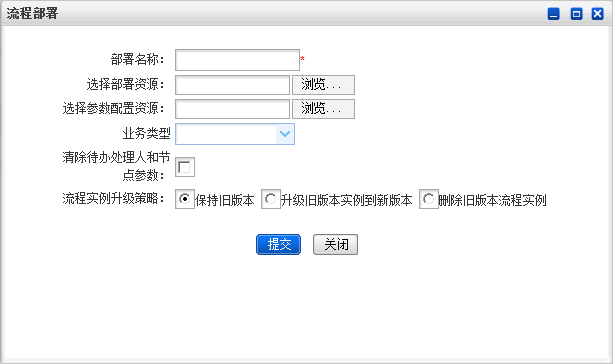 流程部署
部署名称： *
选择部署资源： 浏览...
选择参数配置资源： 浏览...
业务类型
清除待办处理人和节
点参数：
流程实例升级策略： 保持旧版本 升级旧版本实例到新版本 删除旧版本流程实例
提交 关闭